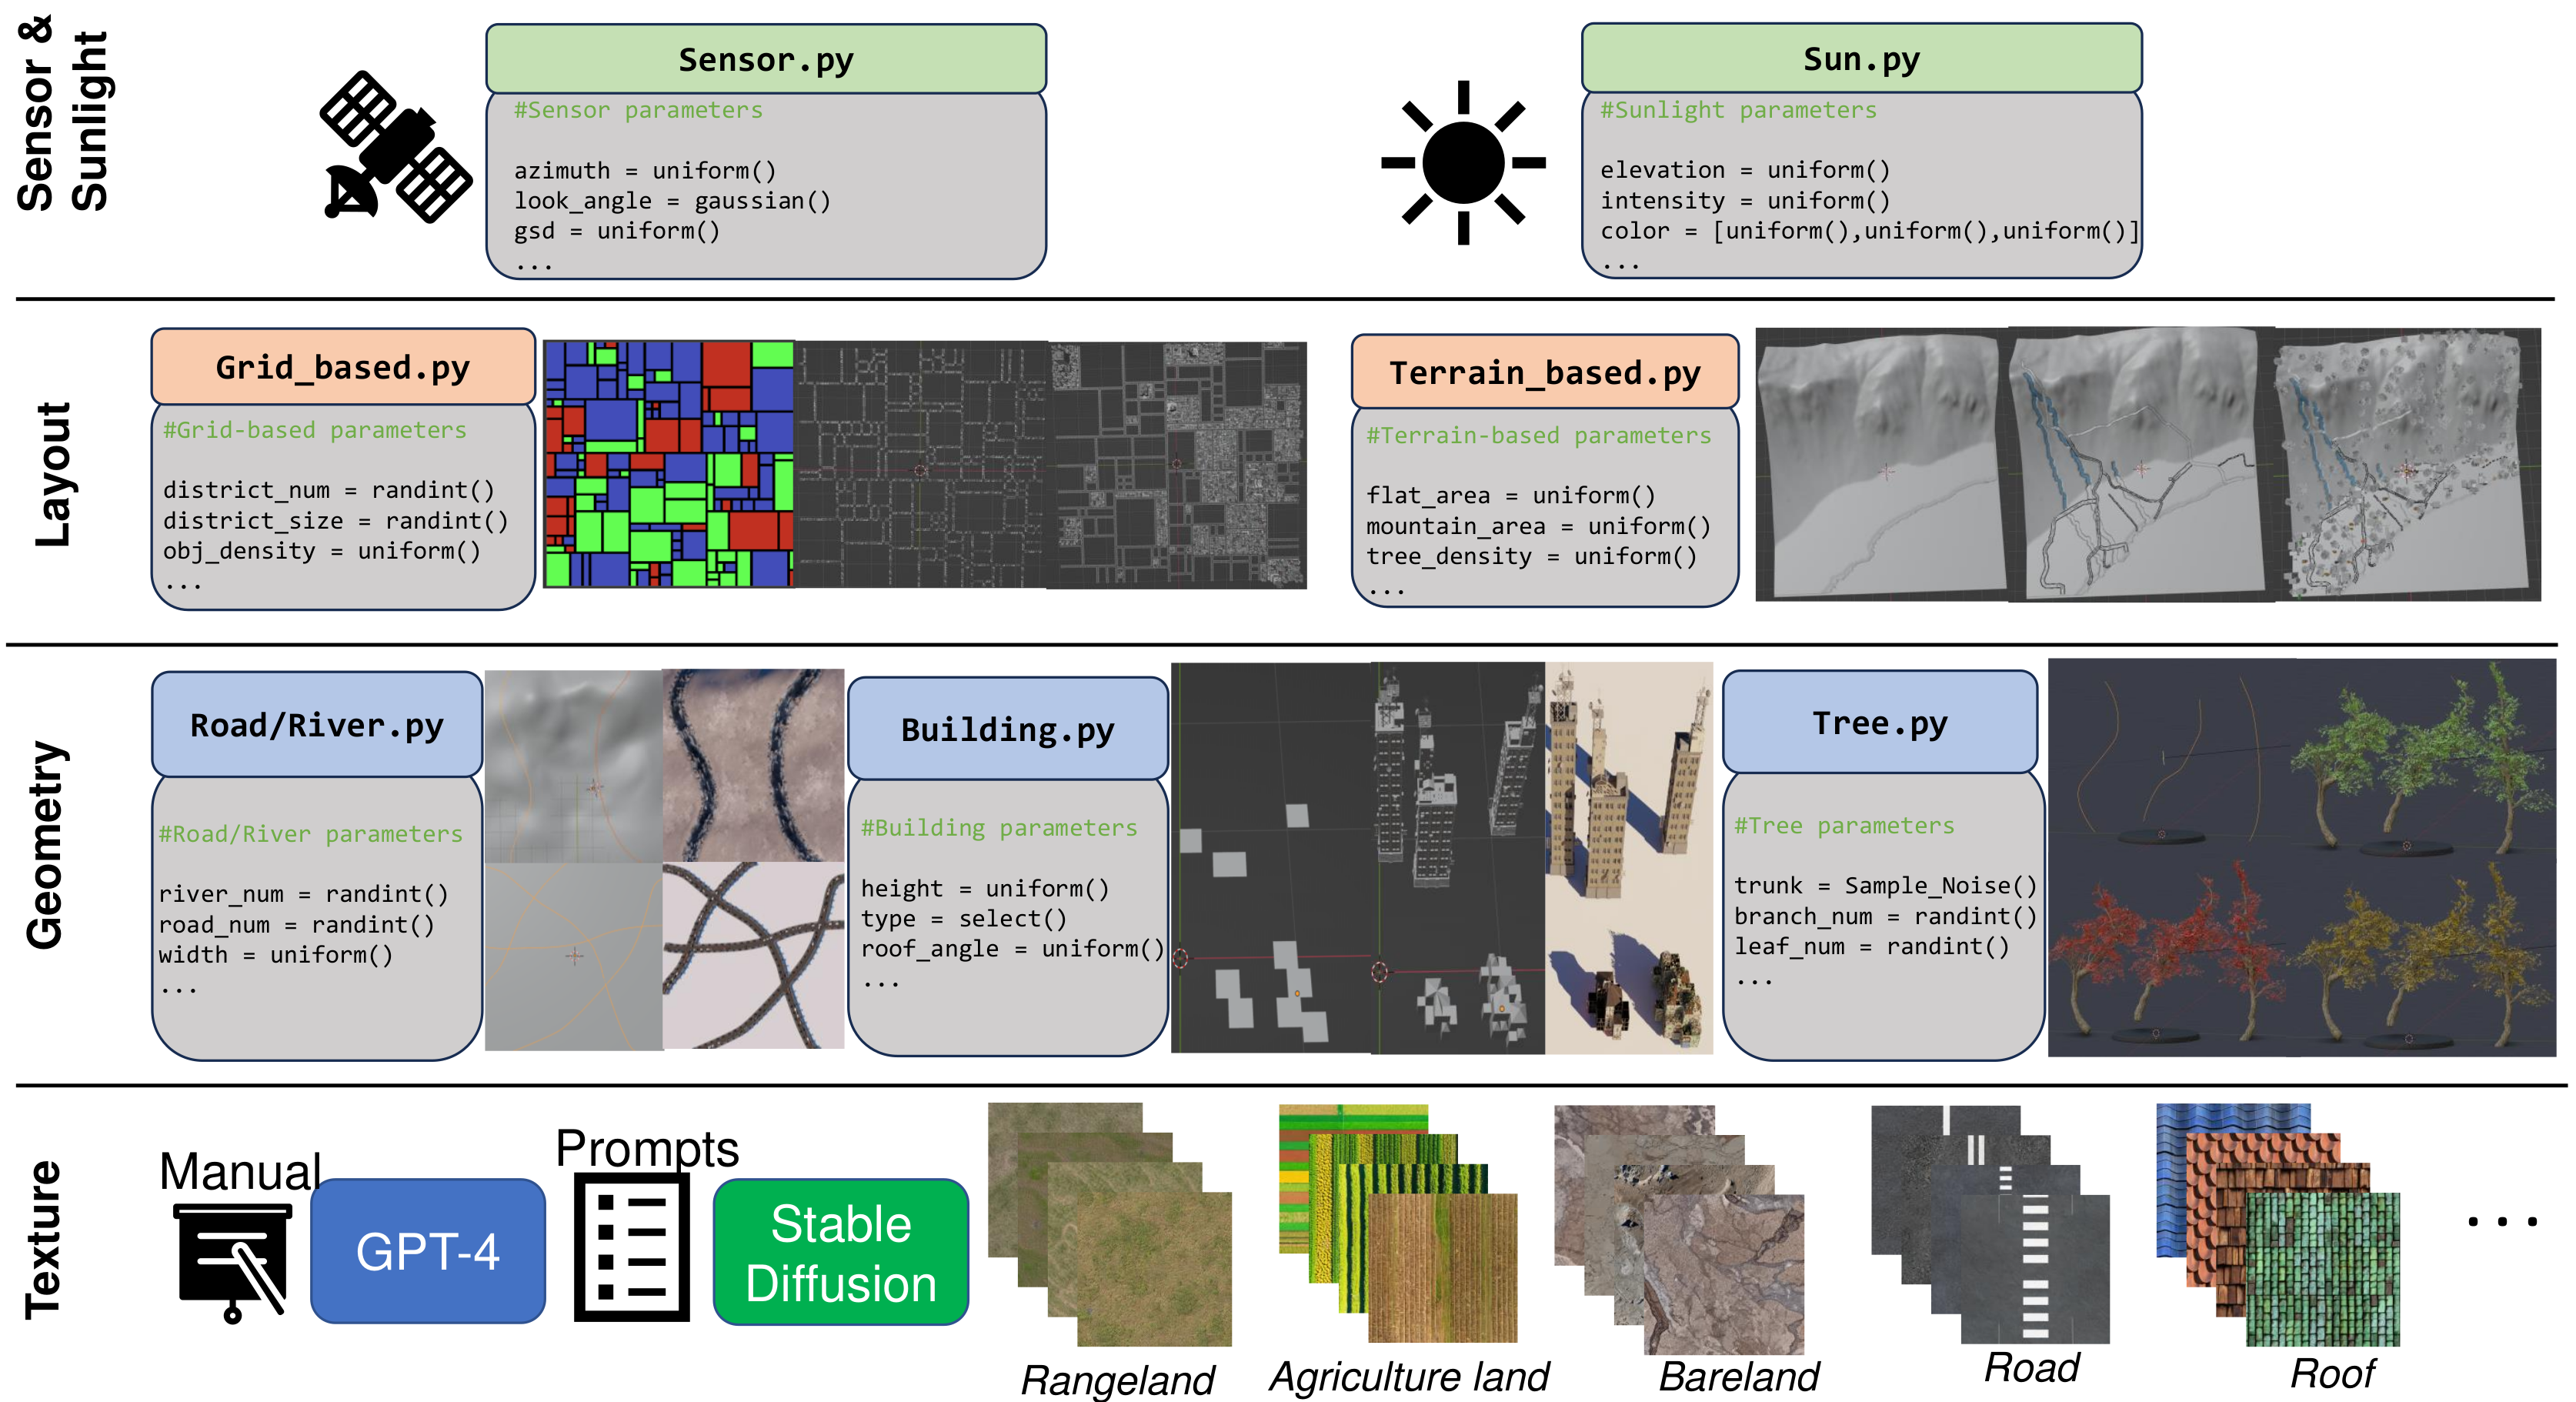 Sensor &
Sunlight
Sensor.py
#Sensor parameters
azimuth = uniform()
look_angle = gaussian()
gsd = uniform()
...
Sun.py
#Sunlight parameters
elevation = uniform()
intensity = uniform()
color = [uniform(),uniform(),uniform()]
...
Layout
Grid_based.py
#Grid-based parameters
district_num = randint()
district_size = randint()
obj_density = uniform()
...
Terrain_based.py
#Terrain-based parameters
flat_area = uniform()
mountain_area = uniform()
tree_density = uniform()
...
Geometry
Road/River.py
#Road/River parameters
river_num = randint()
road_num = randint()
width = uniform()
...
Building.py
#Building parameters
height = uniform()
type = select()
roof_angle = uniform()
...
Tree.py
#Tree parameters
trunk = Sample_Noise()
branch_num = randint()
leaf_num = randint()
...
Texture
Manual
GPT-4
Prompts
Stable
Diffusion
Rangeland
Agriculture land
Bareland
Road
Roof
...